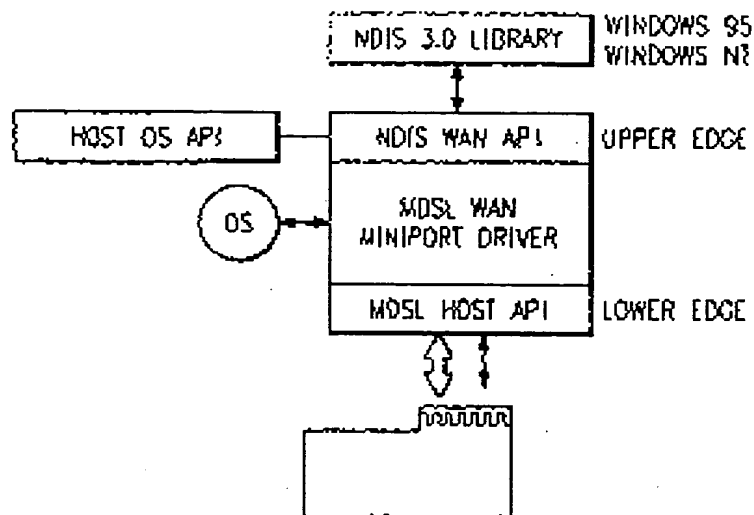 NDIS 3.0 LIBRARY
WINDOWS 95
WINDOWS NT
HOST OS API
NDIS WAN API
UPPER EDGE
OS
MDSL WAN
MINIPORT DRIVER
MDSL HOST API
LOWER EDGE